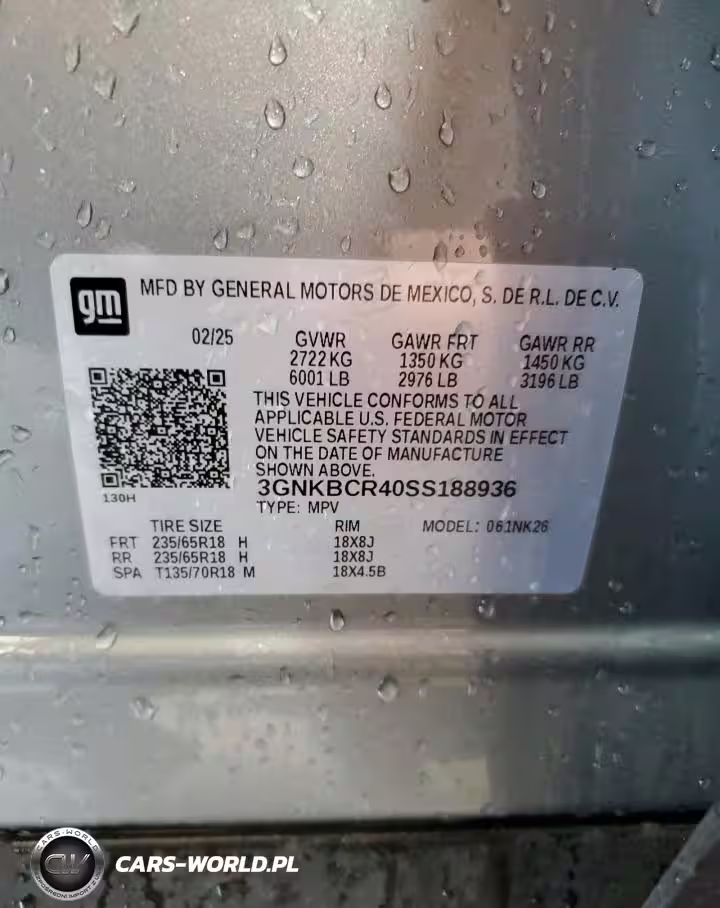 gm
MFD BY GENERAL MOTORS DE MEXICO, S. DE R.L. DE C.V.
02/25 GVWR GAWR FRT GAWR RR
2722 KG 1350 KG 1450 KG
6001 LB 2976 LB 3196 LB
THIS VEHICLE CONFORMS TO ALL
APPLICABLE U.S. FEDERAL MOTOR
VEHICLE SAFETY STANDARDS IN EFFECT
ON THE DATE OF MANUFACTURE
SHOWN ABOVE.
130H
3GNKBCR40SS188936
TYPE: MPV
TIRE SIZE RIM MODEL: 061NK26
FRT 235/65R18 H 18X8J
RR 235/65R18 H 18X8J
SPA T135/70R18 M 18X4.5B
CARS-WORLD
CW
CARS-WORLD.PL